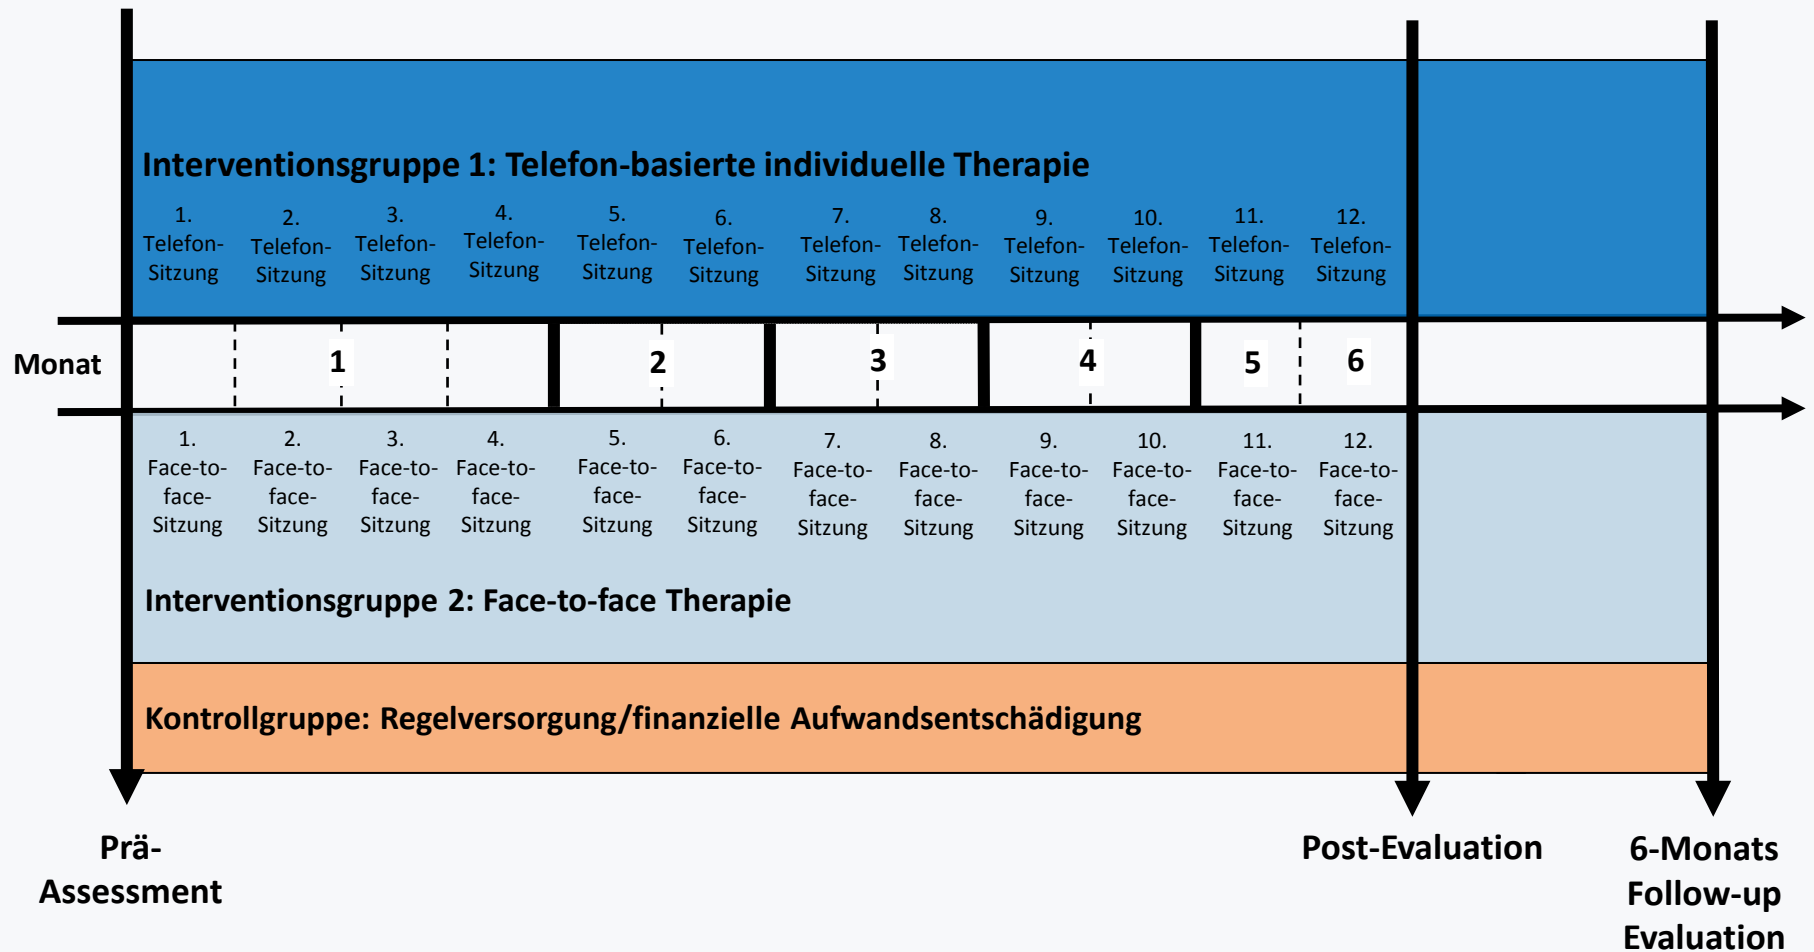 Interventionsgruppe 1: Telefon-basierte individuelle Therapie
1.
Telefon-
Sitzung
2.
Telefon-
Sitzung
3.
Telefon-
Sitzung
4.
Telefon-
Sitzung
5.
Telefon-
Sitzung
6.
Telefon-
Sitzung
7.
Telefon-
Sitzung
8.
Telefon-
Sitzung
9.
Telefon-
Sitzung
10.
Telefon-
Sitzung
11.
Telefon-
Sitzung
12.
Telefon-
Sitzung
Monat
1
2
3
4
5
6
1.
Face-to-
face-
Sitzung
2.
Face-to-
face-
Sitzung
3.
Face-to-
face-
Sitzung
4.
Face-to-
face-
Sitzung
5.
Face-to-
face-
Sitzung
6.
Face-to-
face-
Sitzung
7.
Face-to-
face-
Sitzung
8.
Face-to-
face-
Sitzung
9.
Face-to-
face-
Sitzung
10.
Face-to-
face-
Sitzung
11.
Face-to-
face-
Sitzung
12.
Face-to-
face-
Sitzung
Interventionsgruppe 2: Face-to-face Therapie
Kontrollgruppe: Regelversorgung/finanzielle Aufwandsentschädigung
Prä-
Assessment
Post-Evaluation
6-Monats
Follow-up
Evaluation